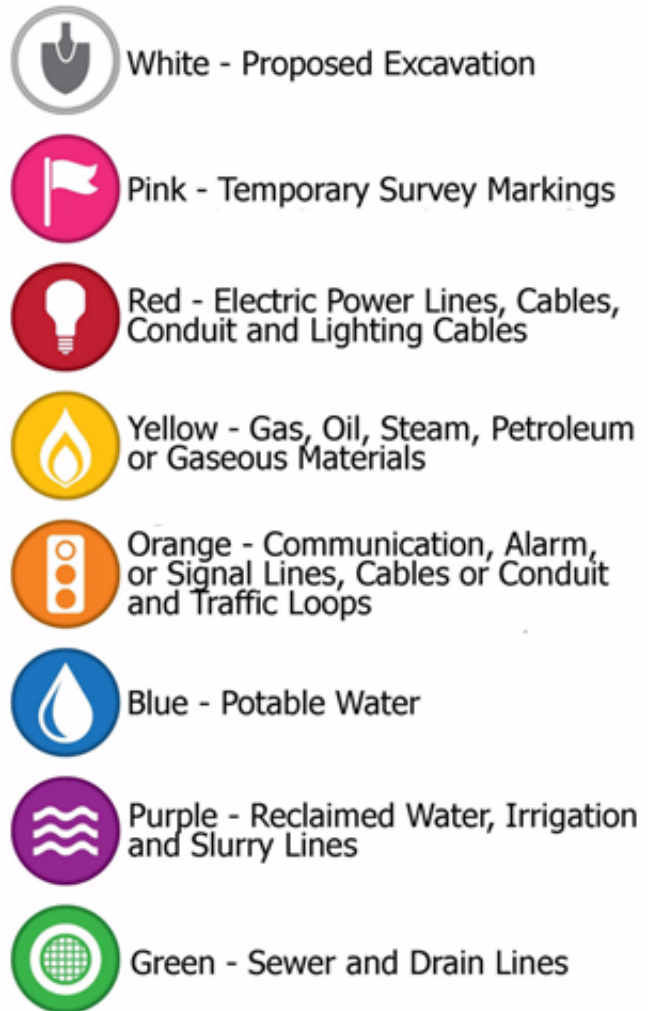 White - Proposed Excavation
Pink - Temporary Survey Markings
Red - Electric Power Lines, Cables,
Conduit and Lighting Cables
Yellow - Gas, Oil, Steam, Petroleum
or Gaseous Materials
Orange - Communication, Alarm,
or Signal Lines, Cables or Conduit
and Traffic Loops
Blue - Potable Water
Purple - Reclaimed Water, Irrigation
and Slurry Lines
Green - Sewer and Drain Lines